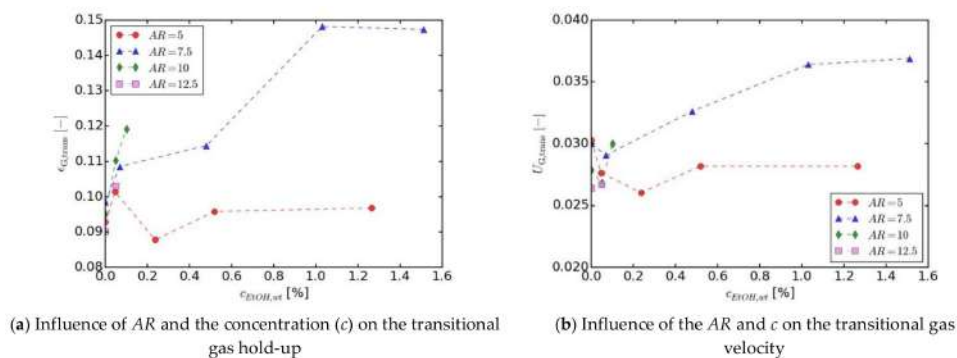 0.15
0.14
0.13
0.12
0.11
0.10
0.09
0.08
ϵG,trans [−]
AR=5
AR=7.5
AR=10
AR=12.5
0.0 0.2 0.4 0.6 0.8 1.0 1.2 1.4 1.6
cEtOH,wt [%]
(a) Influence of AR and the concentration (c) on the transitional
gas hold-up
0.040
0.035
0.030
0.025
0.020
UG,trans [−]
AR=5
AR=7.5
AR=10
AR=12.5
0.0 0.2 0.4 0.6 0.8 1.0 1.2 1.4 1.6
cEtOH,wt [%]
(b) Influence of the AR and c on the transitional gas
velocity